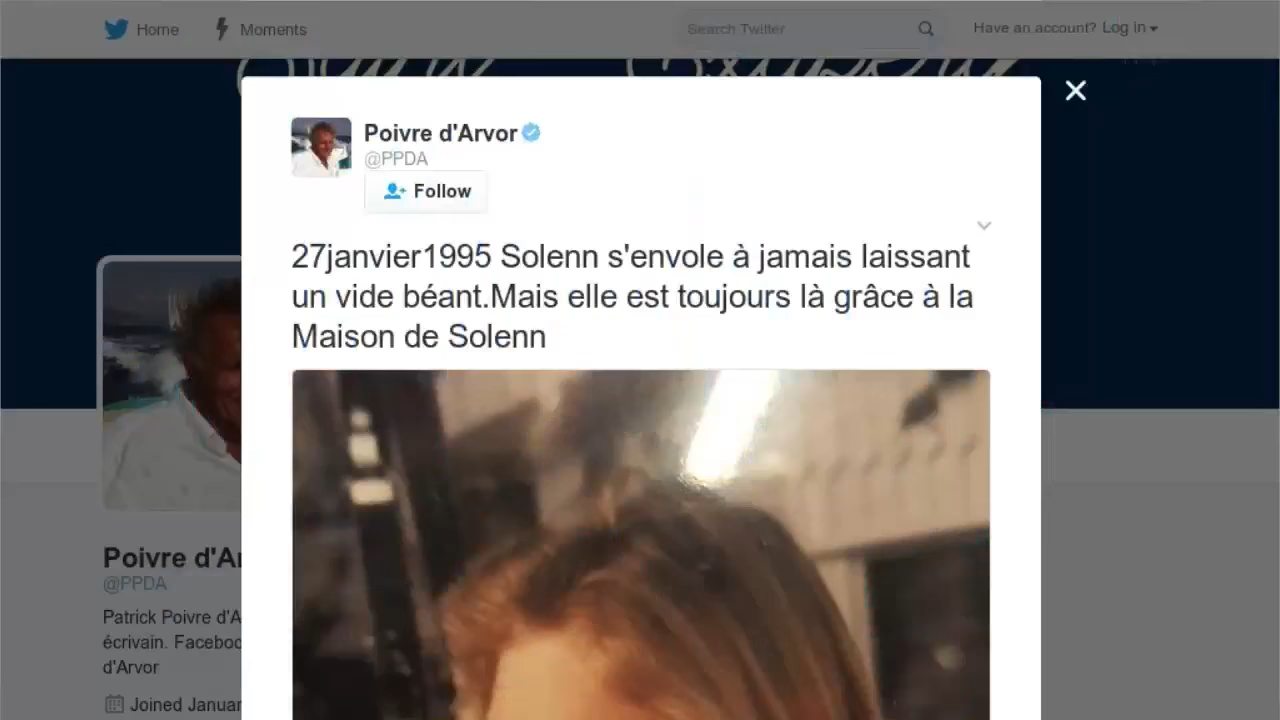 Home
Moments
Search Twitter
Have an account? Log in
Poivre d'Arvor
@PPDA
Follow
27janvier1995 Solenn s'envole à jamais laissant
un vide béant.Mais elle est toujours là grâce à la
Maison de Solenn
Poivre d'Ar
@PPDA
Patrick Poivre d'A
écrivain. Faceboo
d'Arvor
Joined Januar